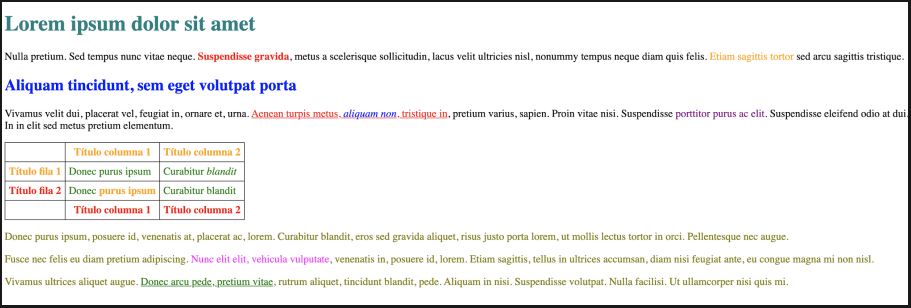 Lorem ipsum dolor sit amet
Nulla pretium. Sed tempus nunc vitae neque. Suspendisse gravida, metus a scelerisque sollicitudin, lacus velit ultricies nisl, nonummy tempus neque diam quis felis. Etiam sagittis tortor sed arcu sagittis tristique.
Aliquam tincidunt, sem eget volutpat porta
Vivamus velit dui, placerat vel, feugiat in, ornare et, urna. Aenean turpis metus, aliquam non, tristique in, pretium varius, sapien. Proin vitae nisi. Suspendisse porttitor purus ac elit. Suspendisse eleifend odio at dui.
In in elit sed metus pretium elementum.
Título columna 1 Título columna 2
Título fila 1 Donec purus ipsum Curabitur blandit
Título fila 2 Donec purus ipsum Curabitur blandit
Título columna 1 Título columna 2
Donec purus ipsum, posuere id, venenatis at, placerat ac, lorem. Curabitur blandit, eros sed gravida aliquet, risus justo porta lorem, ut mollis lectus tortor in orci. Pellentesque nec augue.
Fusce nec felis eu diam pretium adipiscing. Nunc elit elit, vehicula vulputate, venenatis in, posuere id, lorem. Etiam sagittis, tellus in ultrices accumsan, diam nisi feugiat ante, eu congue magna mi non nisl.
Vivamus ultrices aliquet augue. Donec arcu pede, pretium vitae, rutrum aliquet, tincidunt blandit, pede. Aliquam in nisi. Suspendisse volutpat. Nulla facilisi. Ut ullamcorper nisi quis mi.